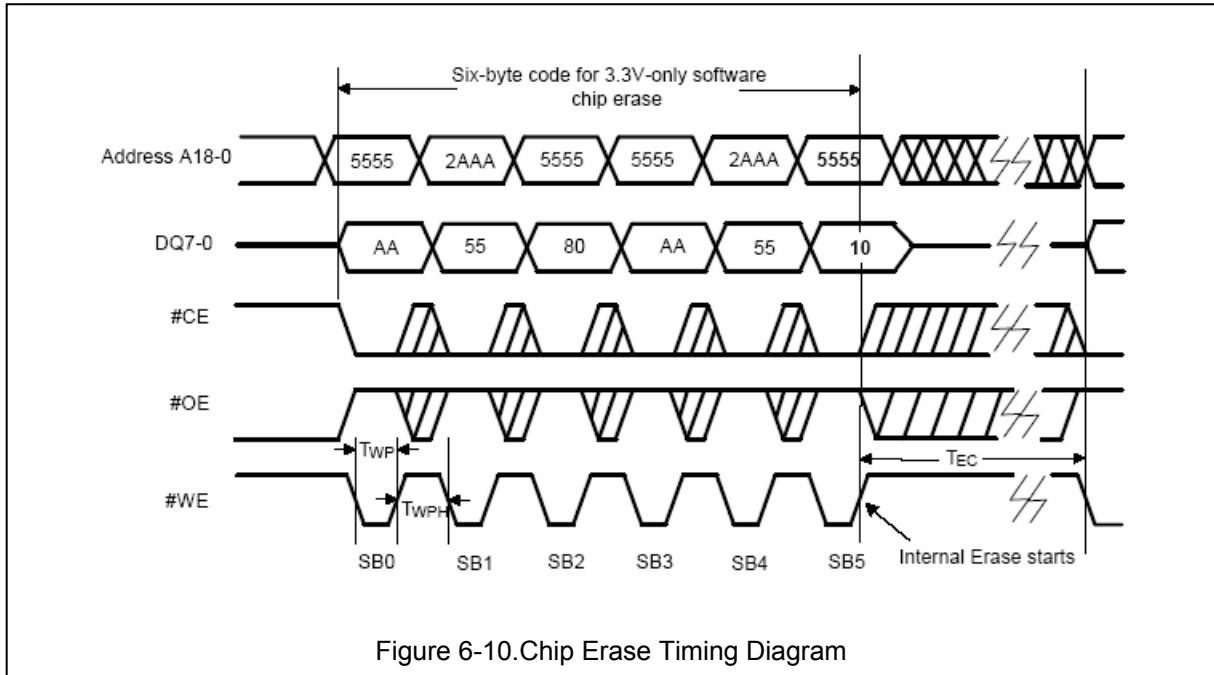 Six-byte code for 3.3V-only software
chip erase
Address A18-0
5555 2AAA 5555 5555 2AAA 5555
DQ7-0
AA 55 80 AA 55 10
#CE
#OE
TWP
TEC
#WE
TWPH
SB0 SB1 SB2 SB3 SB4 SB5
Internal Erase starts
Figure 6-10.Chip Erase Timing Diagram